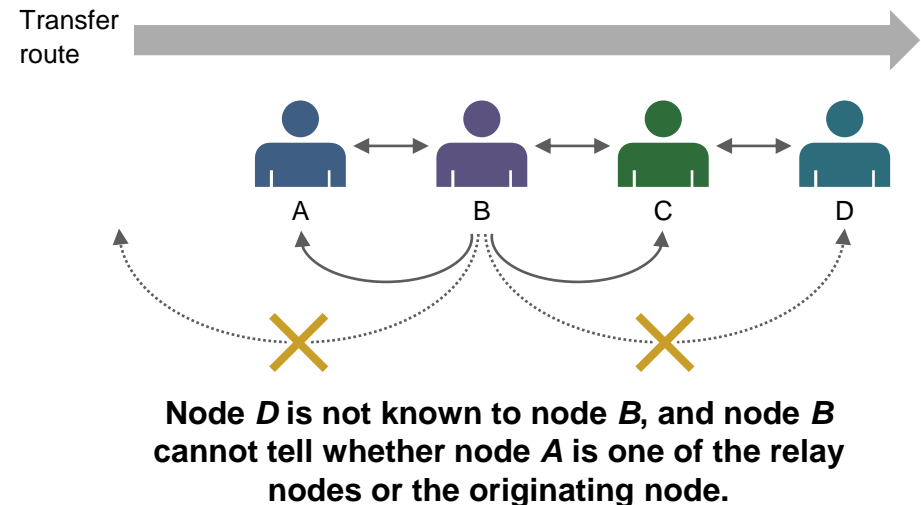 Transfer
route
A
B
C
D
Node D is not known to node B, and node B
cannot tell whether node A is one of the relay
nodes or the originating node.